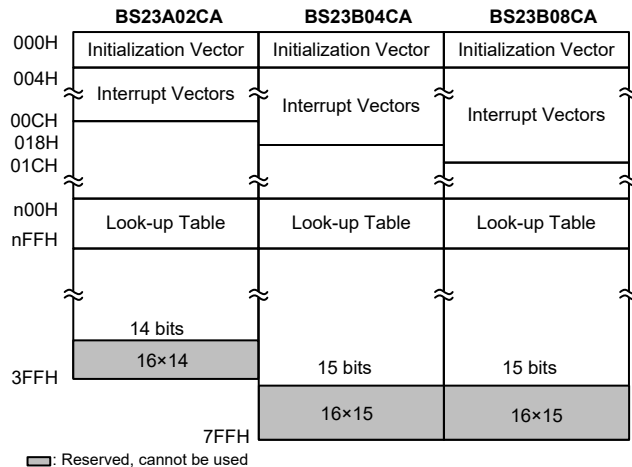 BS23A02CA BS23B04CA BS23B08CA
000H Initialization Vector Initialization Vector Initialization Vector
004H
Interrupt Vectors Interrupt Vectors Interrupt Vectors
00CH
018H
01CH
n00H
Look-up Table Look-up Table Look-up Table
nFFH
14 bits
16×14
3FFH
15 bits 15 bits
16×15 16×15
7FFH
: Reserved, cannot be used